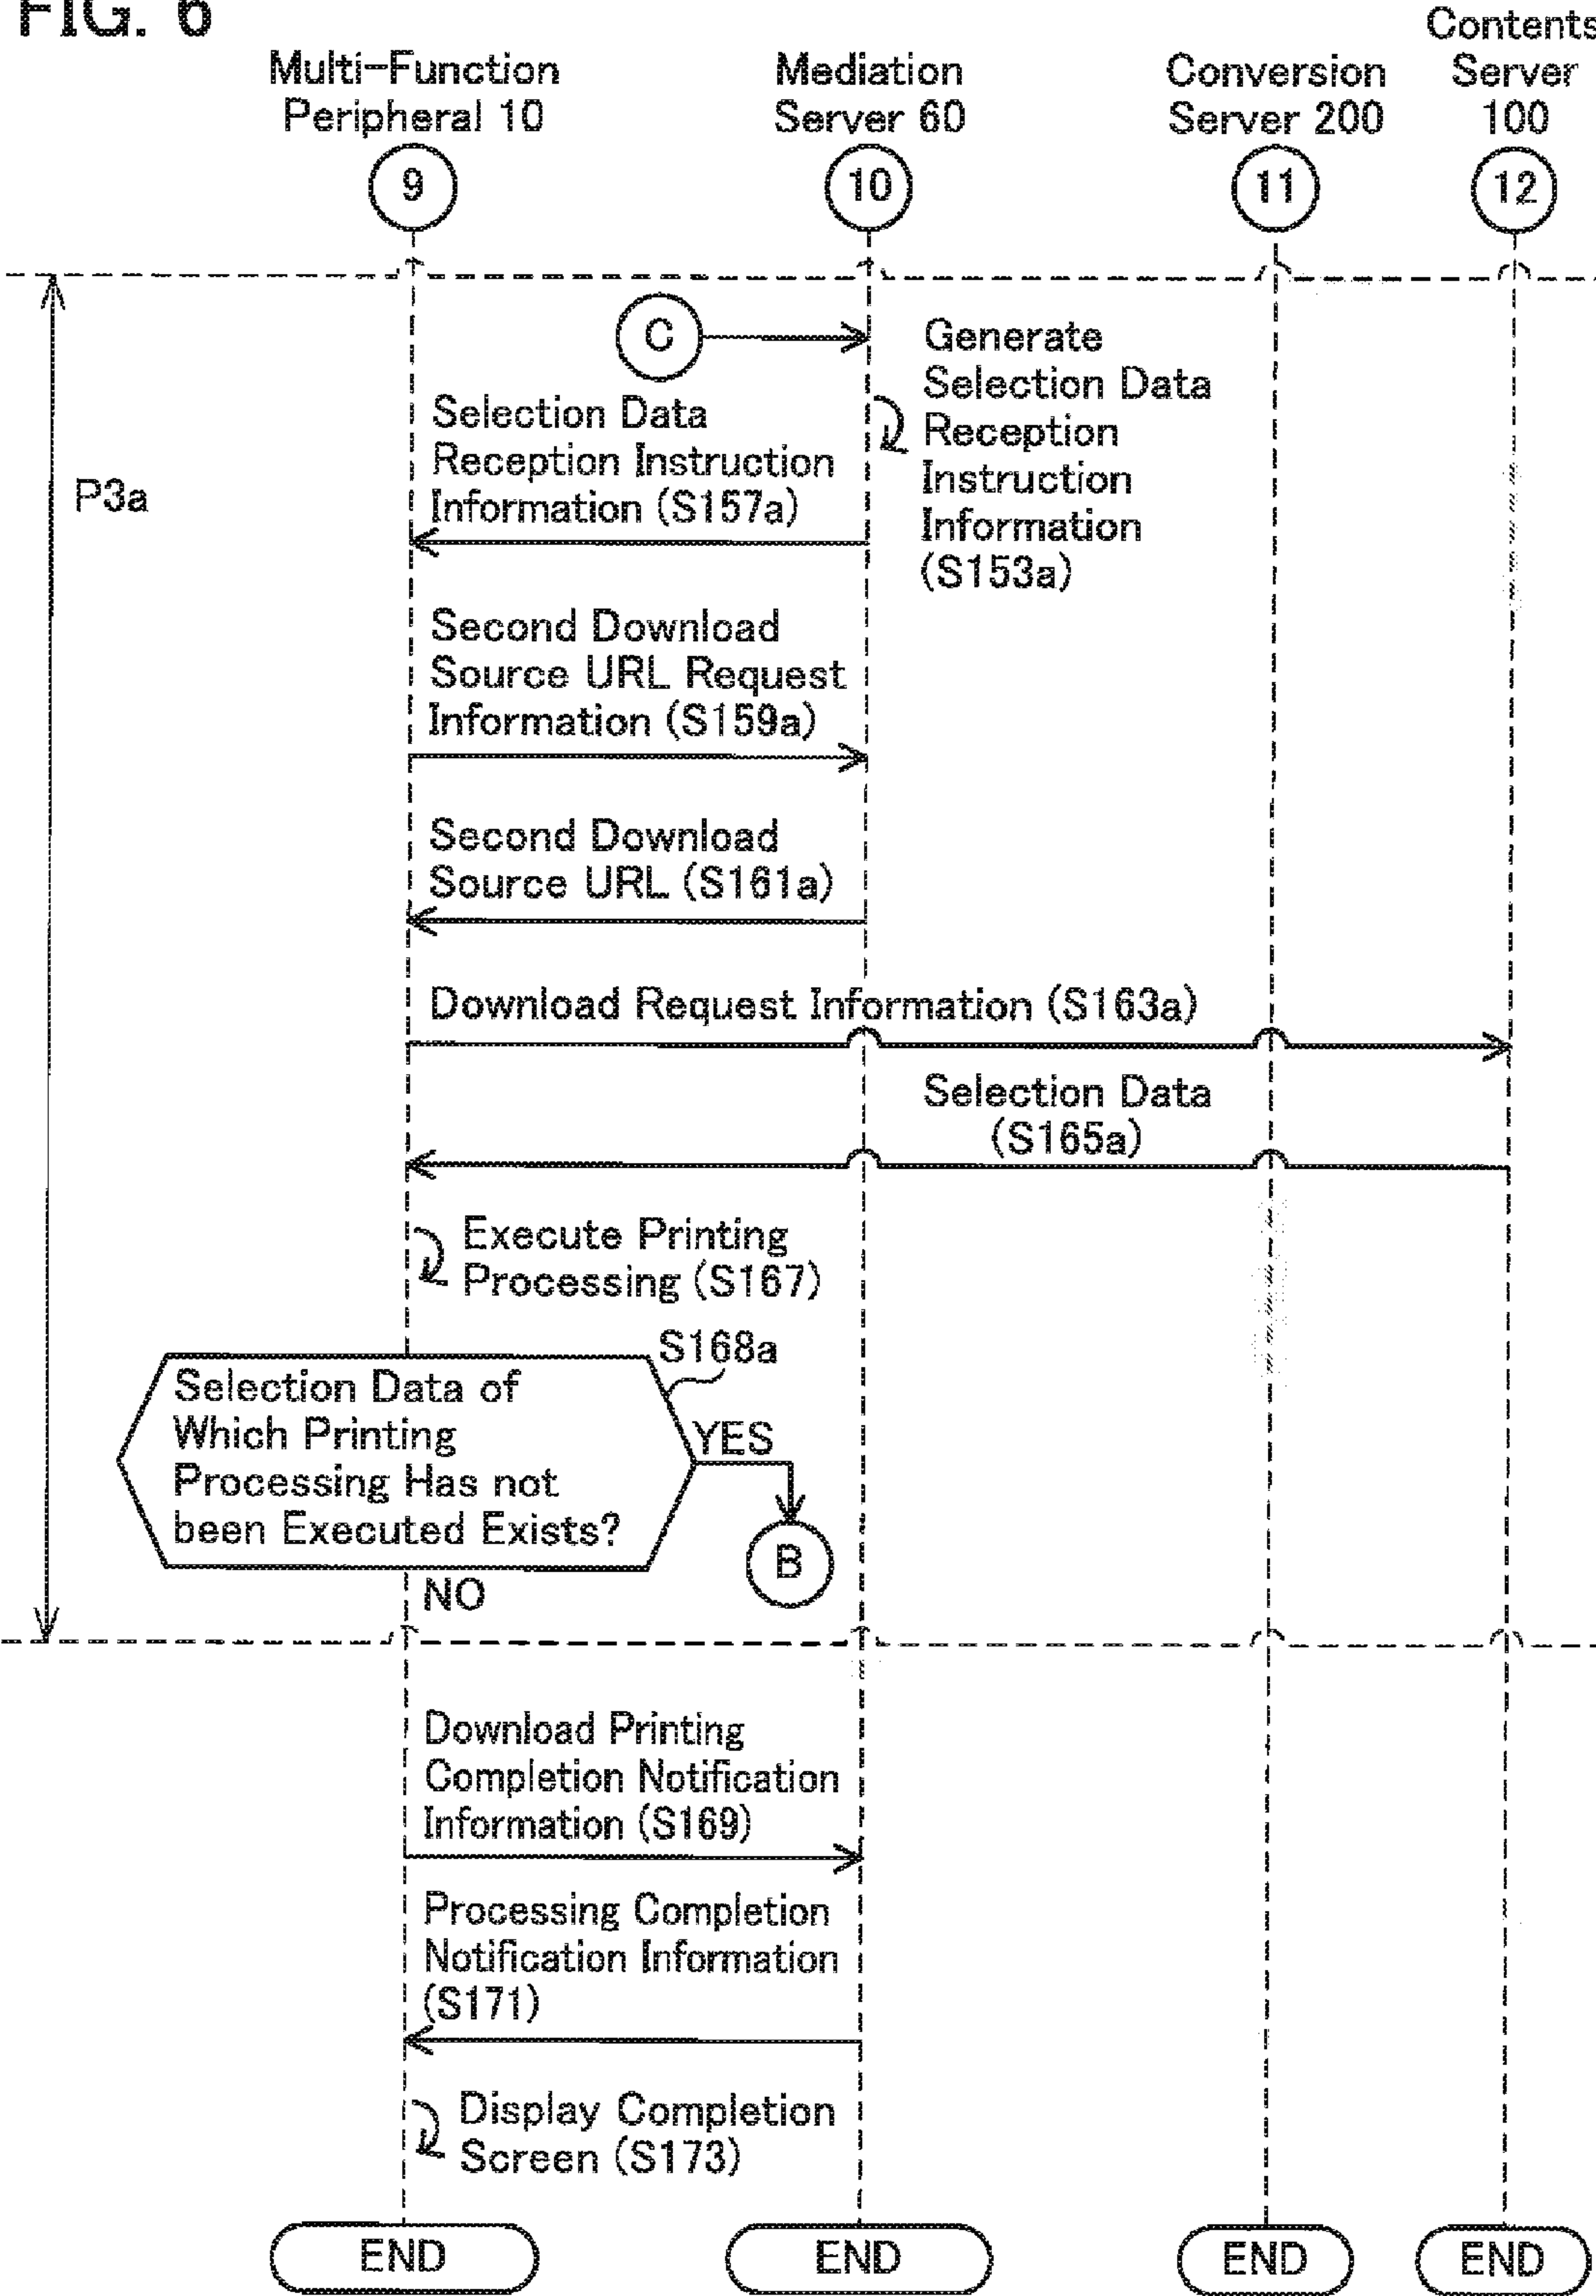 FIG. 6
Multi-Function
Peripheral 10
Mediation
Server 60
Conversion
Server 200
Contents
Server
100
9
10
11
12
P3a
C
Generate
Selection Data
Reception
Instruction
Information
(S153a)
Selection Data
Reception Instruction
Information (S157a)
Second Download
Source URL Request
Information (S159a)
Second Download
Source URL (S161a)
Download Request Information (S163a)
Selection Data
(S165a)
Execute Printing
Processing (S167)
S168a
Selection Data of
Which Printing
Processing Has not
been Executed Exists?
YES
B
NO
Download Printing
Completion Notification
Information (S169)
Processing Completion
Notification Information
(S171)
Display Completion
Screen (S173)
END
END
END
END